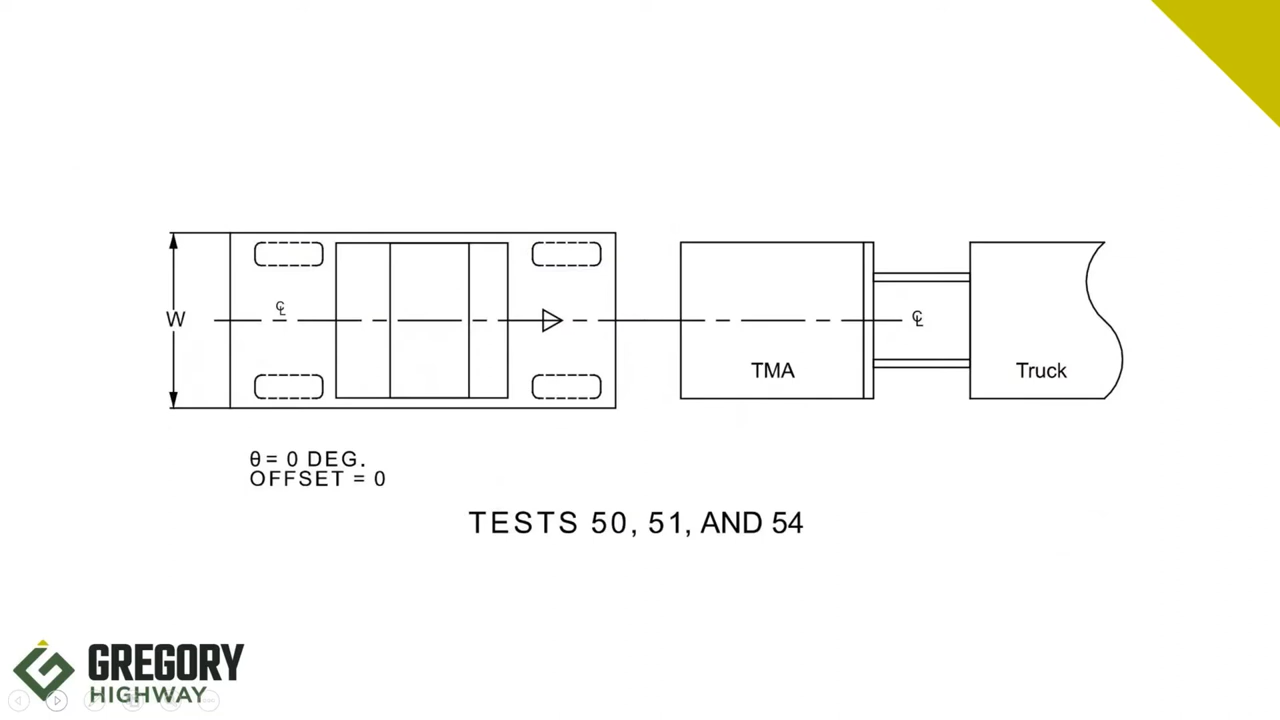 W
℄
℄
TMA
Truck
θ = 0 DEG.
OFFSET = 0
TESTS 50, 51, AND 54
GREGORY
HIGHWAY